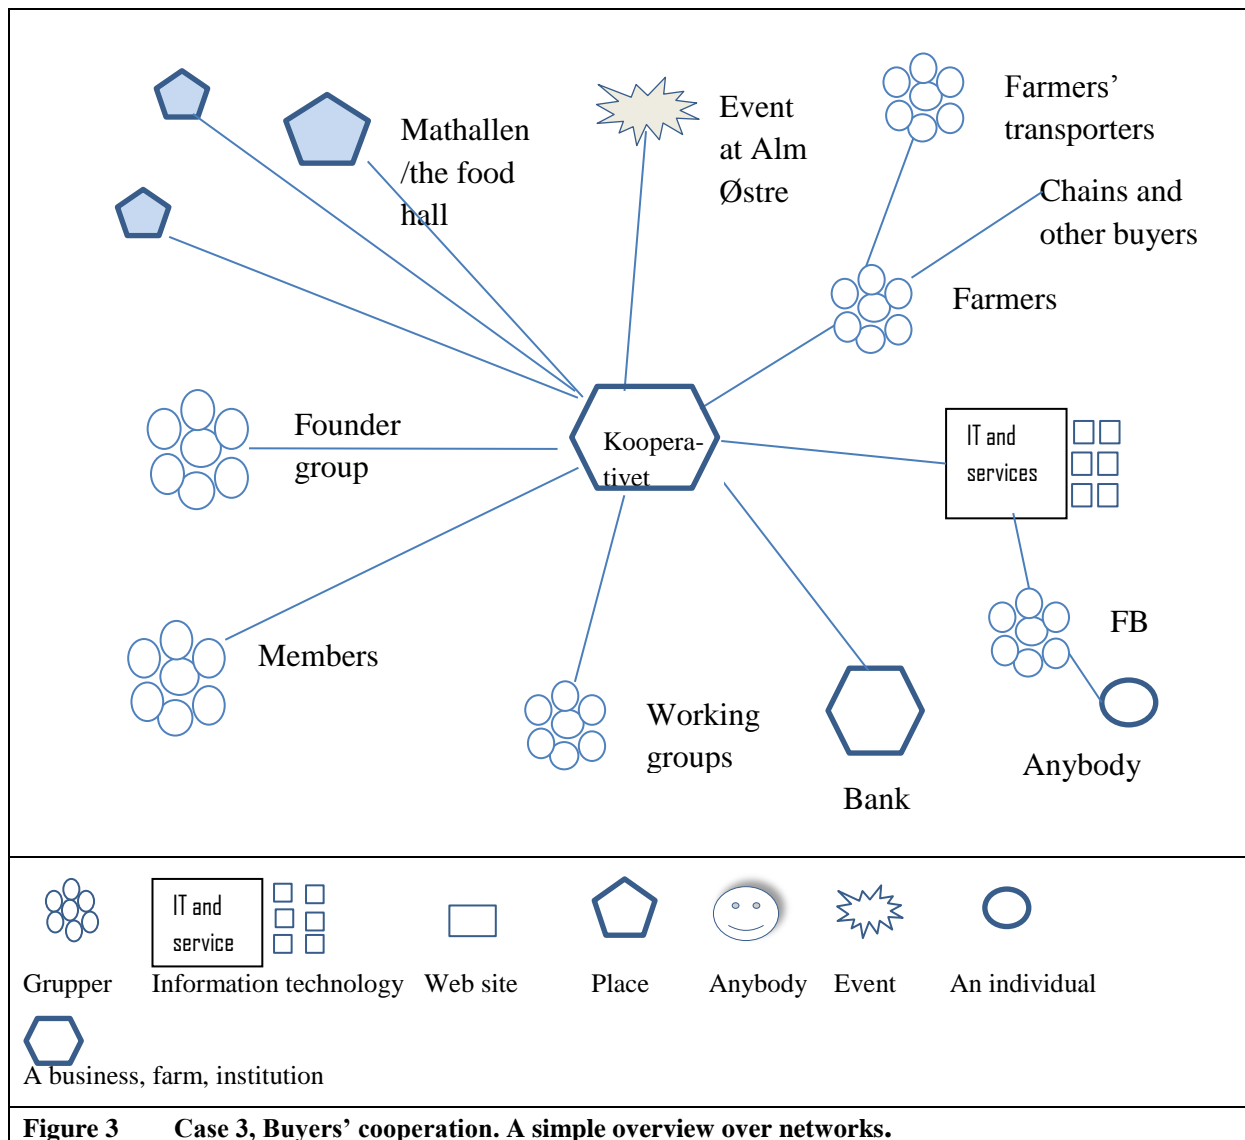 Mathallen
/the food
hall
Event
at Alm
Østre
Farmers’
transporters
Chains and
other buyers
Farmers
Founder
group
Koopera-
tivet
IT and
services
Members
Working
groups
Bank
FB
Anybody
IT and
service
Grupper
Information technology
Web site
Place
Anybody
Event
An individual
A business, farm, institution
Figure 3 Case 3, Buyers’ cooperation. A simple overview over networks.